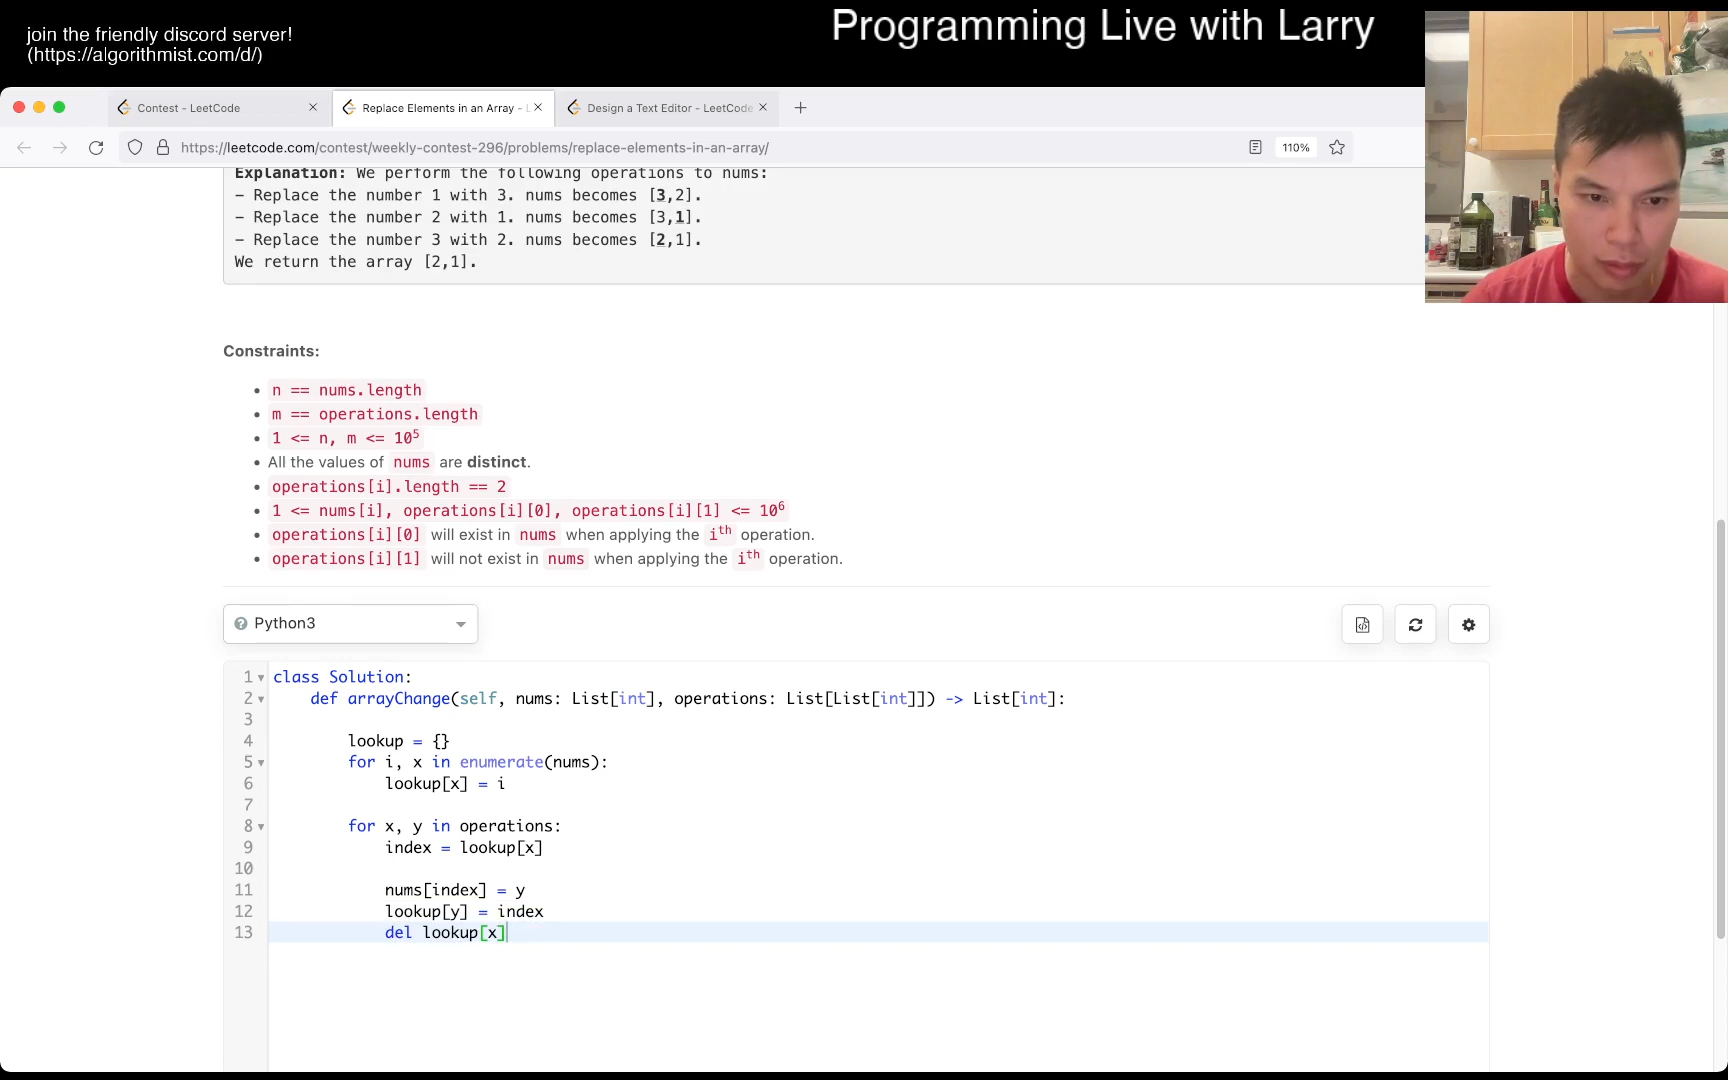 join the friendly discord server!
(https://algorithmist.com/d/)
Programming Live with Larry
Contest - LeetCode
Replace Elements in an Array - L
Design a Text Editor - LeetCode
https://leetcode.com/contest/weekly-contest-296/problems/replace-elements-in-an-array/
110%
Explanation: We perform the following operations to nums:
- Replace the number 1 with 3. nums becomes [3,2].
- Replace the number 2 with 1. nums becomes [3,1].
- Replace the number 3 with 2. nums becomes [2,1].
We return the array [2,1].
Constraints:
• n == nums.length
• m == operations.length
• 1 <= n, m <= 10⁵
• All the values of nums are distinct.
• operations[i].length == 2
• 1 <= nums[i], operations[i][0], operations[i][1] <= 10⁶
• operations[i][0] will exist in nums when applying the iᵗʰ operation.
• operations[i][1] will not exist in nums when applying the iᵗʰ operation.
Python3
1 class Solution:
2     def arrayChange(self, nums: List[int], operations: List[List[int]]) -> List[int]:
3
4         lookup = {}
5         for i, x in enumerate(nums):
6             lookup[x] = i
7
8         for x, y in operations:
9             index = lookup[x]
10
11             nums[index] = y
12             lookup[y] = index
13             del lookup[x]